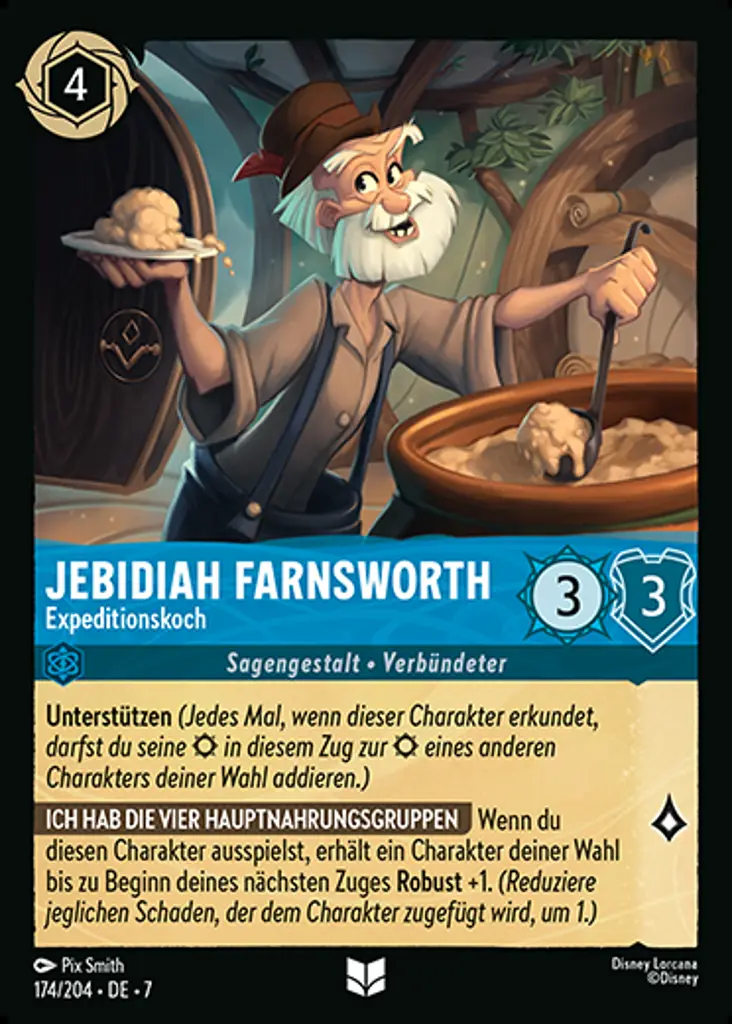 4
JEBIDIAH FARNSWORTH
Expeditionskoch
3
3
Sagengestalt • Verbündeter
Unterstützen (Jedes Mal, wenn dieser Charakter erkundet,
darfst du seine in diesem Zug zur eines anderen
Charakters deiner Wahl addieren.)
ICH HAB DIE VIER HAUPTNAHRUNGSGRUPPEN Wenn du
diesen Charakter ausspielst, erhält ein Charakter deiner Wahl
bis zu Beginn deines nächsten Zuges Robust +1. (Reduziere
jeglichen Schaden, der dem Charakter zugefügt wird, um 1.)
Pix Smith
174/204 • DE • 7
Disney Lorcana
©Disney